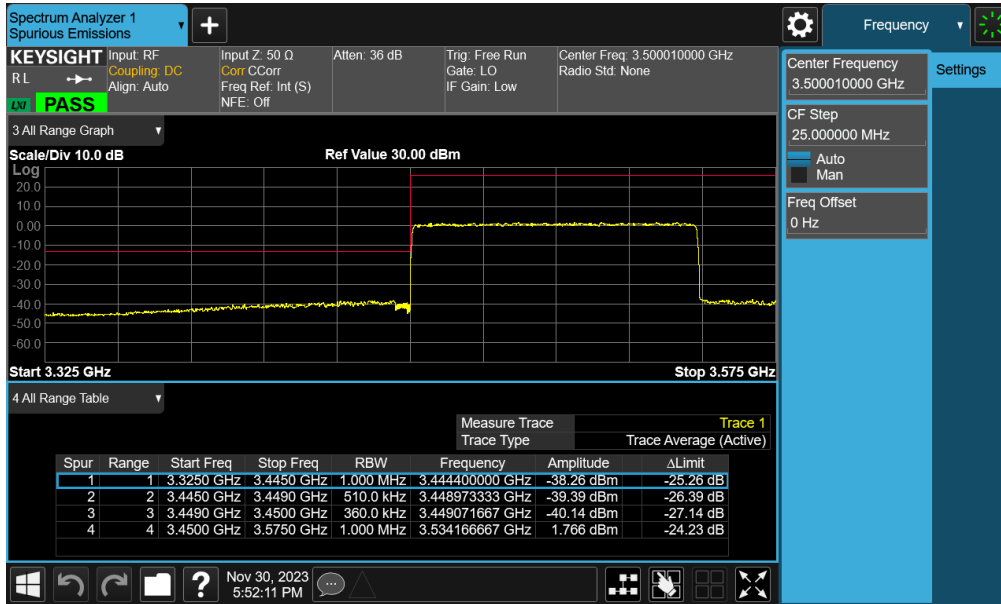 Spectrum Analyzer 1
Spurious Emissions
Frequency
KEYSIGHT Input: RF Input Z: 50 Ω Atten: 36 dB Trig: Free Run Center Freq: 3.500010000 GHz
RL Coupling: DC Corr CCorr Gate: LO Radio Std: None
Align: Auto Freq Ref: Int (S) IF Gain: Low
LXI PASS NFE: Off
Center Frequency
3.500010000 GHz
Settings
CF Step
25.000000 MHz
Auto
Man
Freq Offset
0 Hz
3 All Range Graph
Scale/Div 10.0 dB Ref Value 30.00 dBm
Log
20.0
10.0
0.00
-10.0
-20.0
-30.0
-40.0
-50.0
-60.0
Start 3.325 GHz Stop 3.575 GHz
4 All Range Table
Measure Trace Trace 1
Trace Type Trace Average (Active)
Spur Range Start Freq Stop Freq RBW Frequency Amplitude ΔLimit
1 1 3.3250 GHz 3.4450 GHz 1.000 MHz 3.444400000 GHz -38.26 dBm -25.26 dB
2 2 3.4450 GHz 3.4490 GHz 510.0 kHz 3.448973333 GHz -39.39 dBm -26.39 dB
3 3 3.4490 GHz 3.4500 GHz 360.0 kHz 3.449071667 GHz -40.14 dBm -27.14 dB
4 4 3.4500 GHz 3.5750 GHz 1.000 MHz 3.534166667 GHz 1.766 dBm -24.23 dB
Nov 30, 2023
5:52:11 PM